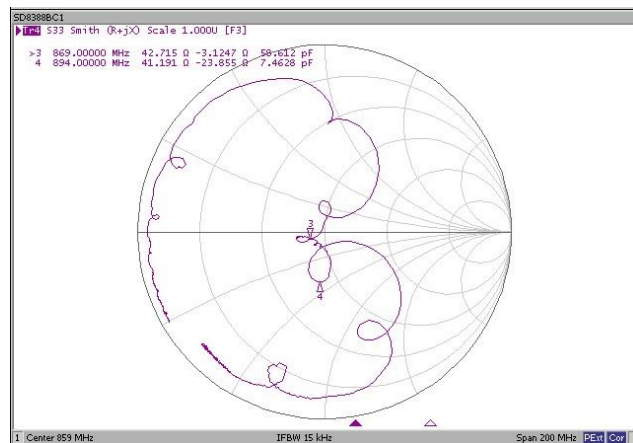 SD8388BC1
Tr4 S33 Smith (R+jX) Scale 1.000U [F3]
>3 869.00000 MHz 42.715 Ω -3.1247 Ω 58.612 pF
4 894.00000 MHz 41.191 Ω -23.855 Ω 7.4628 pF
3
4
1 Center 859 MHz IFBW 15 kHz Span 200 MHz PExt Cor